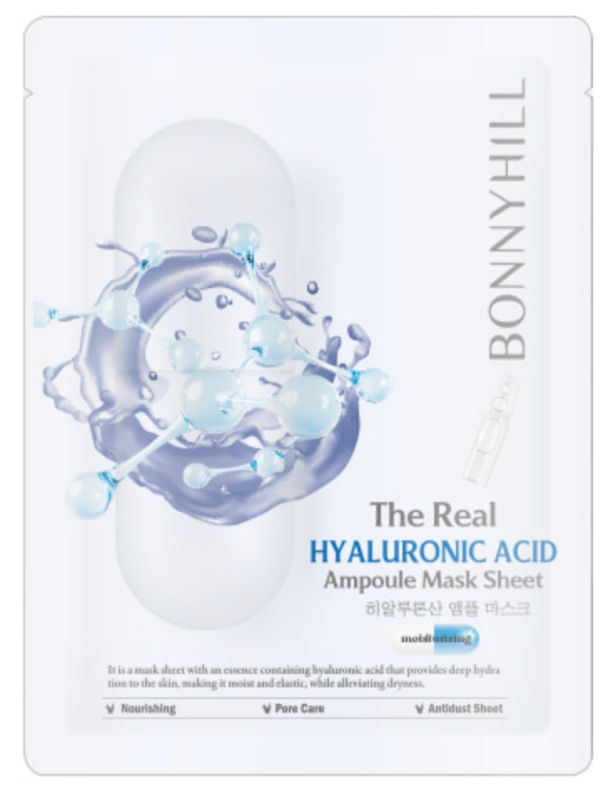 BONNYHILL
The Real
HYALURONIC ACID
Ampoule Mask Sheet
히알루론산 앰플 마스크
It is a mask sheet with an essence containing hyaluronic acid that provides deep hydra
tion to the skin, making it moist and elastic, while alleviating dryness.
Nourishing
Pore Care
Antidust Sheet